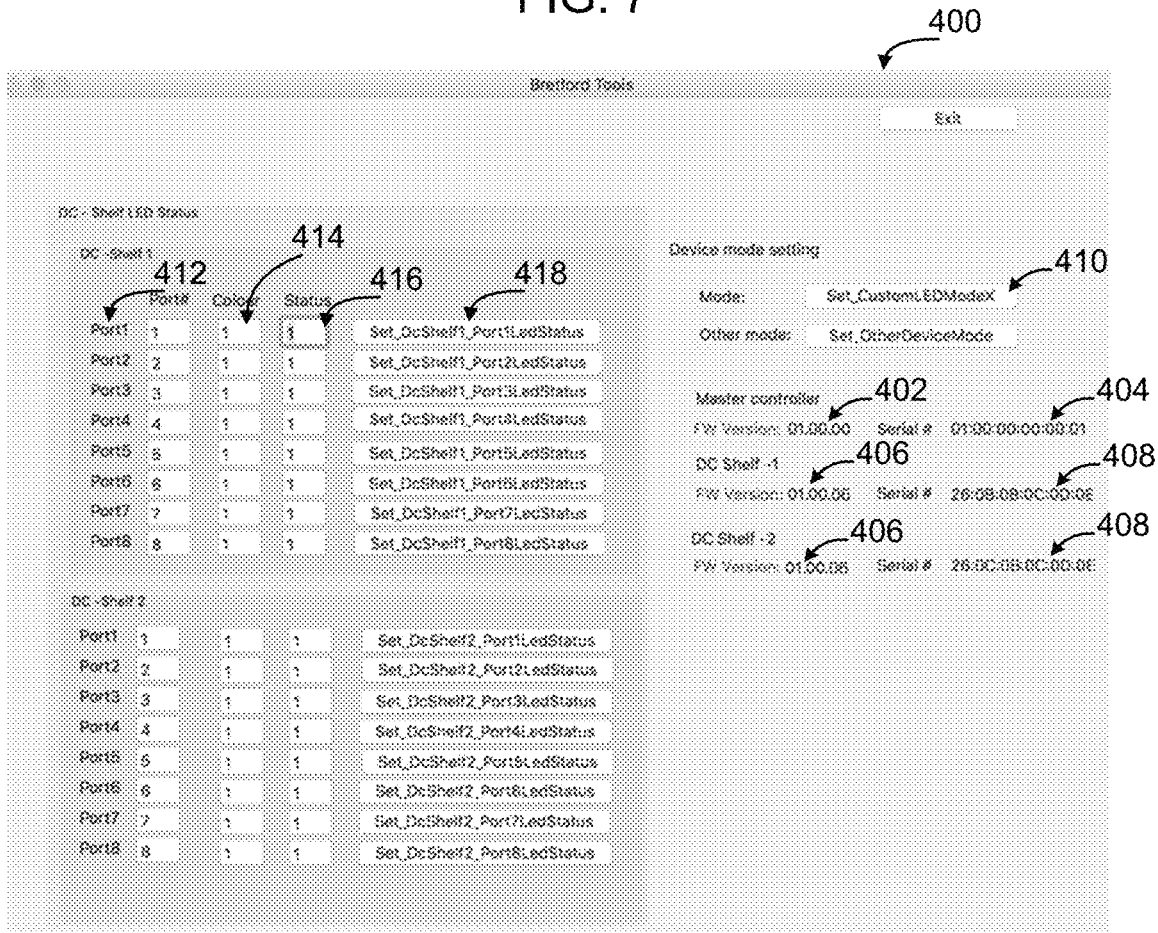 FIG. 7
400
Bretford Tools
Exit
DC - Shelf LED Status
DC -Shelf 1
412
414
416
418
Port# Colour Status
Port1 1 1 1 Set_DcShelf1_Port1LedStatus
Port2 2 1 1 Set_DcShelf1_Port2LedStatus
Port3 3 1 1 Set_DcShelf1_Port3LedStatus
Port4 4 1 1 Set_DcShelf1_Port4LedStatus
Port5 5 1 1 Set_DcShelf1_Port5LedStatus
Port6 6 1 1 Set_DcShelf1_Port6LedStatus
Port7 7 1 1 Set_DcShelf1_Port7LedStatus
Port8 8 1 1 Set_DcShelf1_Port8LedStatus
DC -Shelf 2
Port1 1 1 1 Set_DcShelf2_Port1LedStatus
Port2 2 1 1 Set_DcShelf2_Port2LedStatus
Port3 3 1 1 Set_DcShelf2_Port3LedStatus
Port4 4 1 1 Set_DcShelf2_Port4LedStatus
Port5 5 1 1 Set_DcShelf2_Port5LedStatus
Port6 6 1 1 Set_DcShelf2_Port6LedStatus
Port7 7 1 1 Set_DcShelf2_Port7LedStatus
Port8 8 1 1 Set_DcShelf2_Port8LedStatus
Device mode setting
410
Mode: Set_CustomLEDModeX
Other mode: Set_OtherDeviceMode
Master controller
402
404
FW Version: 01.00.00 Serial # 01:00:00:00:00:01
DC Shelf -1
406
408
FW Version: 01.00.06 Serial #
DC Shelf - 2
406
408
FW Version: 01.00.06 Serial #